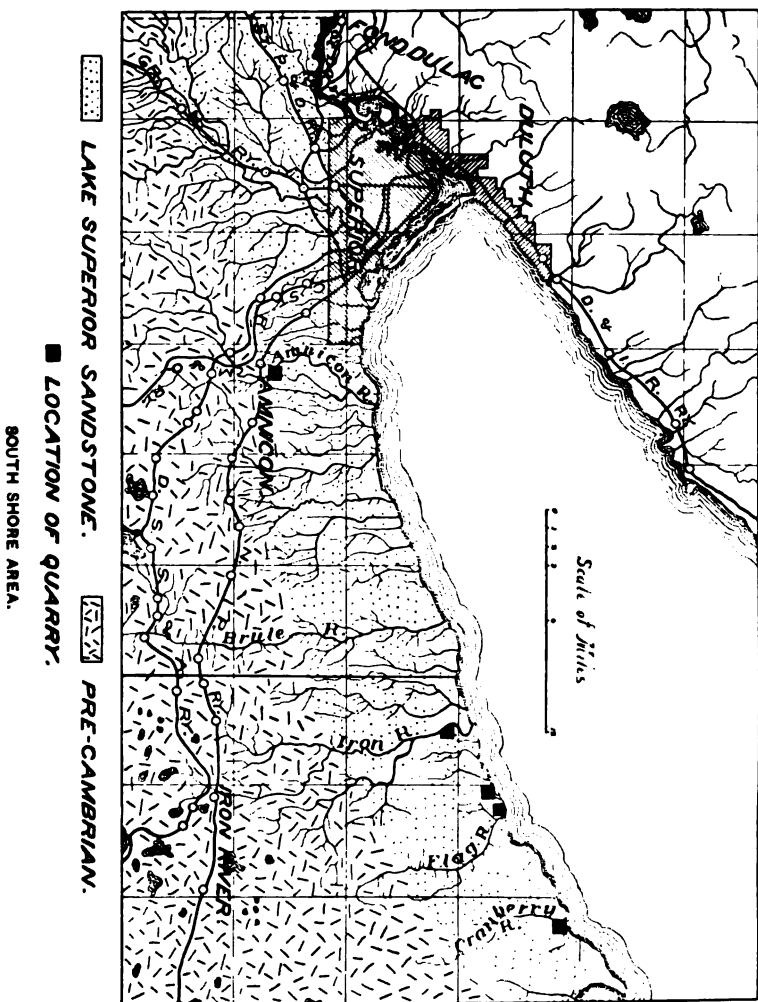 FOND DU LAC
DULUTH
SUPERIOR
D. & I. R. RY.
Amnicon R.
AMNICON
Scale of Miles
Brule R.
Iron R.
IRON RIVER
Flag R.
Cranberry R.
LAKE SUPERIOR SANDSTONE.
PRE-CAMBRIAN.
LOCATION OF QUARRY.
SOUTH SHORE AREA.